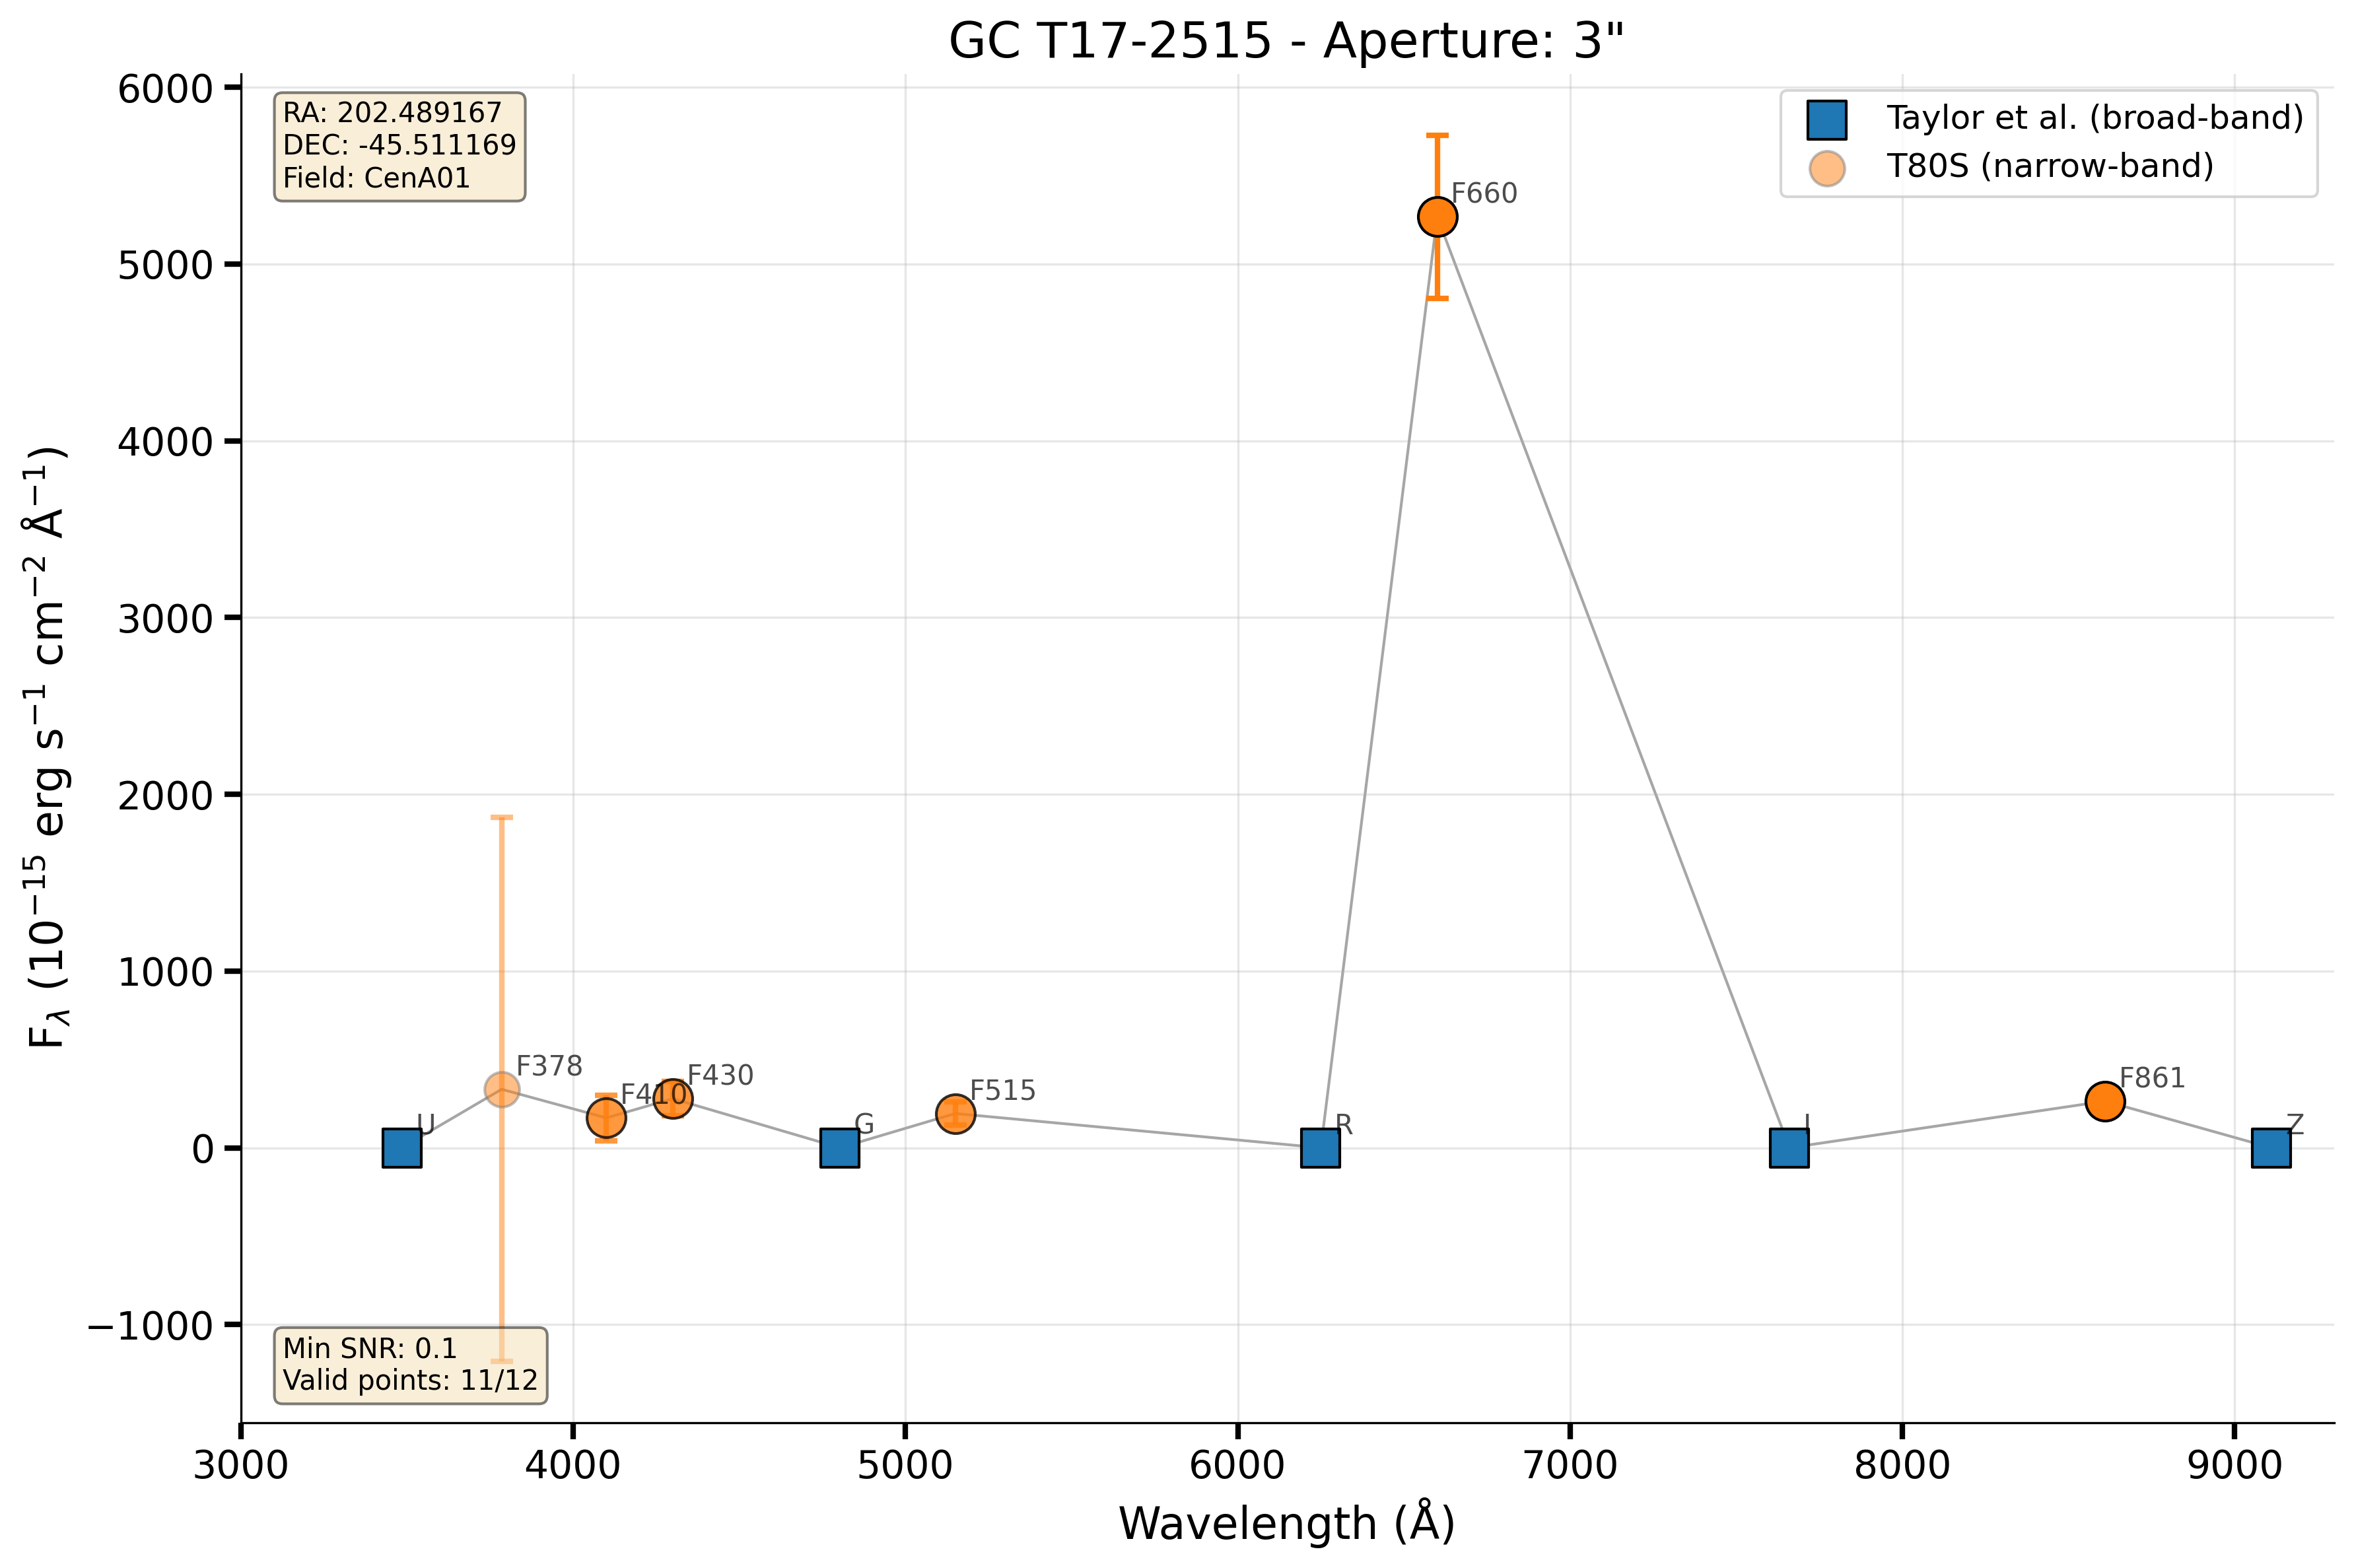 GC T17-2515 - Aperture: 3"
RA: 202.489167
DEC: -45.511169
Field: CenA01
Taylor et al. (broad-band)
T80S (narrow-band)
F660
F378
F410
F430
F515
F861
U
G
R
I
Z
6000
5000
4000
3000
2000
1000
0
−1000
F_λ (10⁻¹⁵ erg s⁻¹ cm⁻² Å⁻¹)
Min SNR: 0.1
Valid points: 11/12
3000 4000 5000 6000 7000 8000 9000
Wavelength (Å)